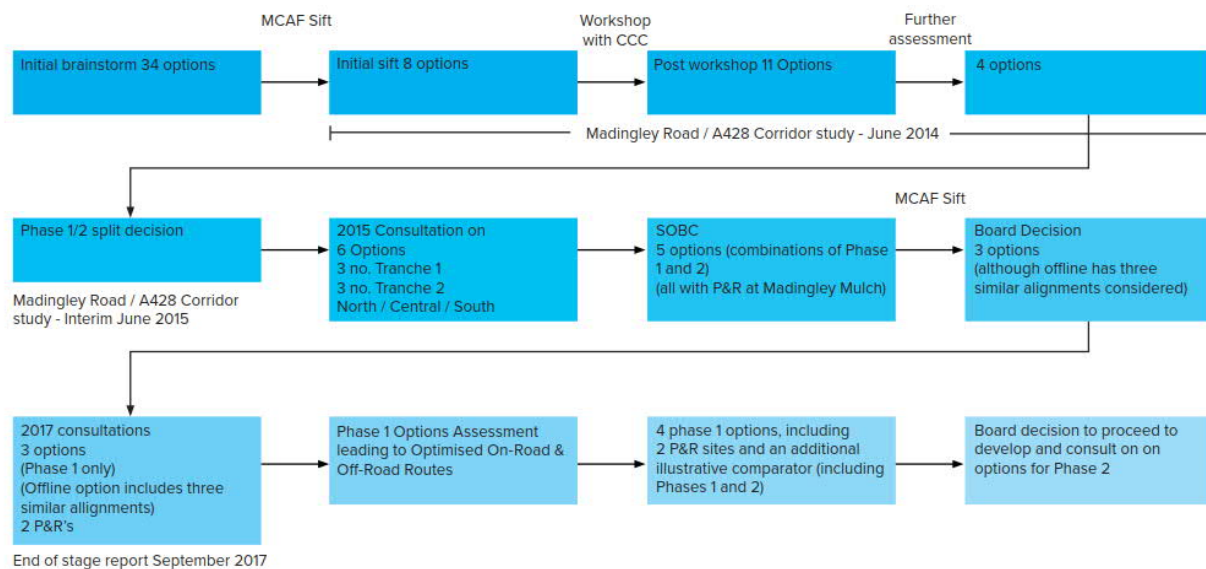 MCAF Sift
Workshop
with CCC
Further
assessment
Initial brainstorm 34 options
Initial sift 8 options
Post workshop 11 Options
4 options
Madingley Road / A428 Corridor study - June 2014
MCAF Sift
Phase 1/2 split decision
2015 Consultation on
6 Options
3 no. Tranche 1
3 no. Tranche 2
North / Central / South
SOBC
5 options (combinations of Phase
1 and 2)
(all with P&R at Madingley Mulch)
Board Decision
3 options
(although offline has three
similar alignments considered)
Madingley Road / A428 Corridor
study - Interim June 2015
2017 consultations
3 options
(Phase 1 only)
(Offline option includes three
similar allignments)
2 P&R's
Phase 1 Options Assessment
leading to Optimised On-Road &
Off-Road Routes
4 phase 1 options, including
2 P&R sites and an additional
illustrative comparator (including
Phases 1 and 2)
Board decision to proceed to
develop and consult on on
options for Phase 2
End of stage report September 2017